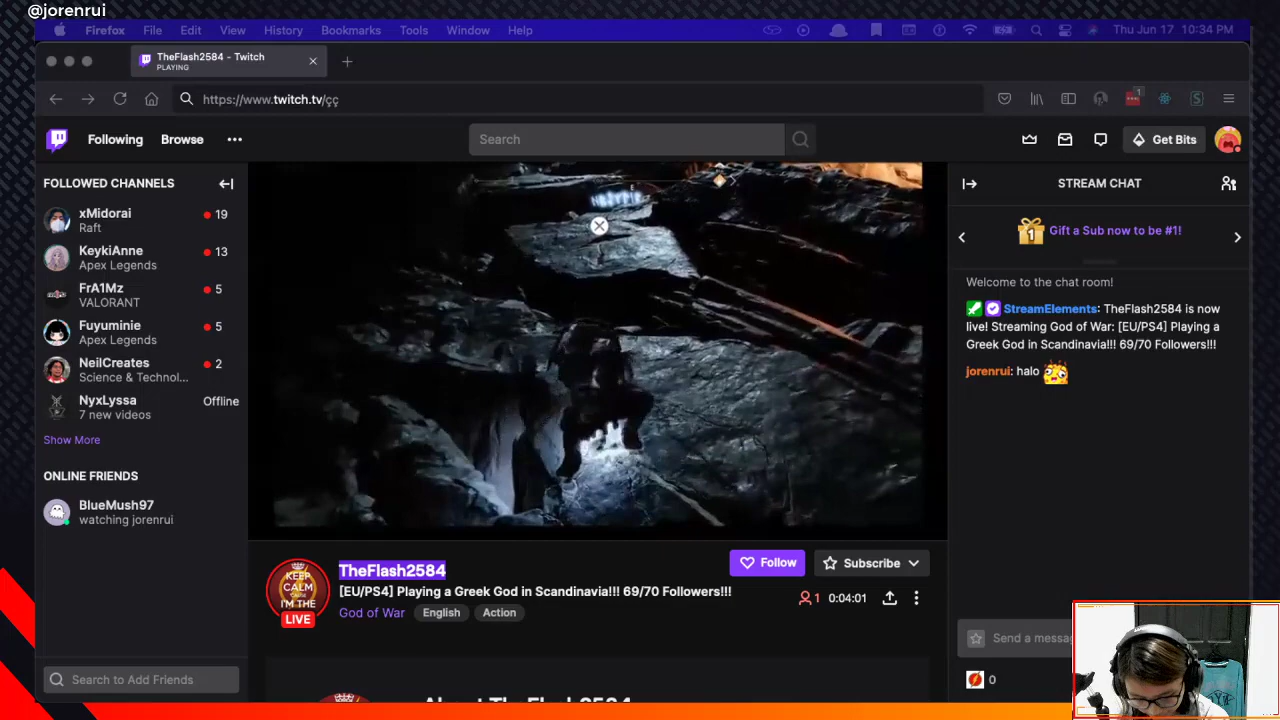 @jorenrui
Firefox File Edit View History Bookmarks Tools Window Help Thu Jun 17 10:34 PM
TheFlash2584 - Twitch
PLAYING
https://www.twitch.tv/çç
1
Following Browse Search Get Bits
FOLLOWED CHANNELS
xMidorai 19
Raft
KeykiAnne 13
Apex Legends
FrA1Mz 5
VALORANT
Fuyuminie 5
Apex Legends
NeilCreates 2
Science & Technol...
NyxLyssa Offline
7 new videos
Show More
ONLINE FRIENDS
BlueMush97
watching jorenrui
Search to Add Friends
E
KEEP
CALM
I'M THE
LIVE
TheFlash2584
[EU/PS4] Playing a Greek God in Scandinavia!!! 69/70 Followers!!!
God of War English Action
Follow Subscribe
1 0:04:01
STREAM CHAT
1 Gift a Sub now to be #1!
Welcome to the chat room!
StreamElements: TheFlash2584 is now
live! Streaming God of War: [EU/PS4] Playing a
Greek God in Scandinavia!!! 69/70 Followers!!!
jorenrui: halo
Send a messa
0